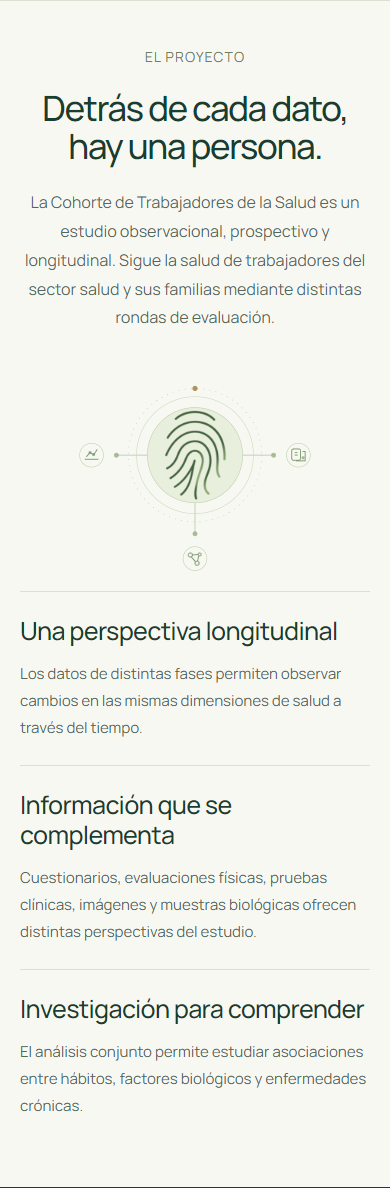 EL PROYECTO
Detrás de cada dato,
hay una persona.
La Cohorte de Trabajadores de la Salud es un
estudio observacional, prospectivo y
longitudinal. Sigue la salud de trabajadores del
sector salud y sus familias mediante distintas
rondas de evaluación.
Una perspectiva longitudinal
Los datos de distintas fases permiten observar
cambios en las mismas dimensiones de salud a
través del tiempo.
Información que se
complementa
Cuestionarios, evaluaciones físicas, pruebas
clínicas, imágenes y muestras biológicas ofrecen
distintas perspectivas del estudio.
Investigación para comprender
El análisis conjunto permite estudiar asociaciones
entre hábitos, factores biológicos y enfermedades
crónicas.